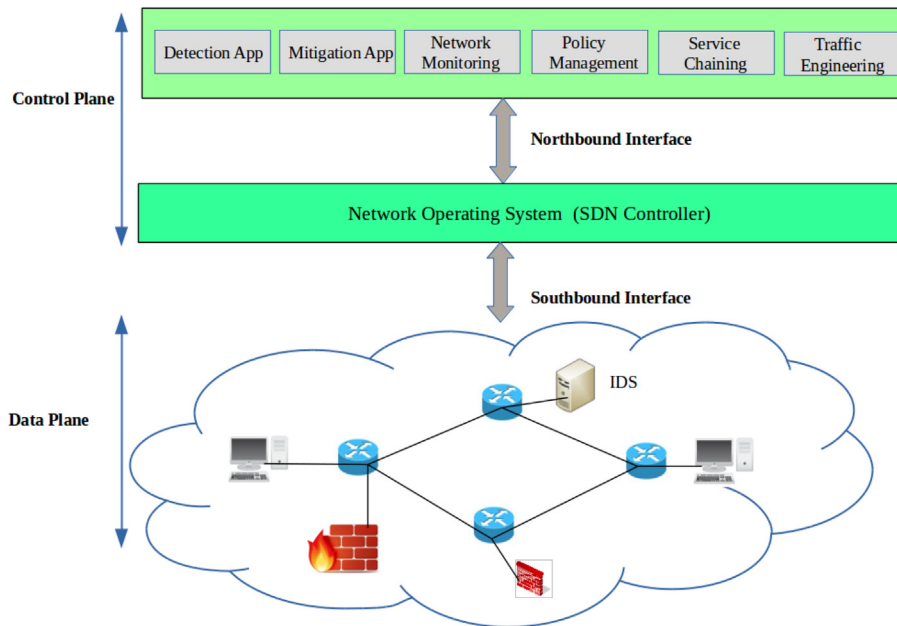 Detection App
Mitigation App
Network
Monitoring
Policy
Management
Service
Chaining
Traffic
Engineering
Control Plane
Northbound Interface
Network Operating System (SDN Controller)
Southbound Interface
Data Plane
IDS